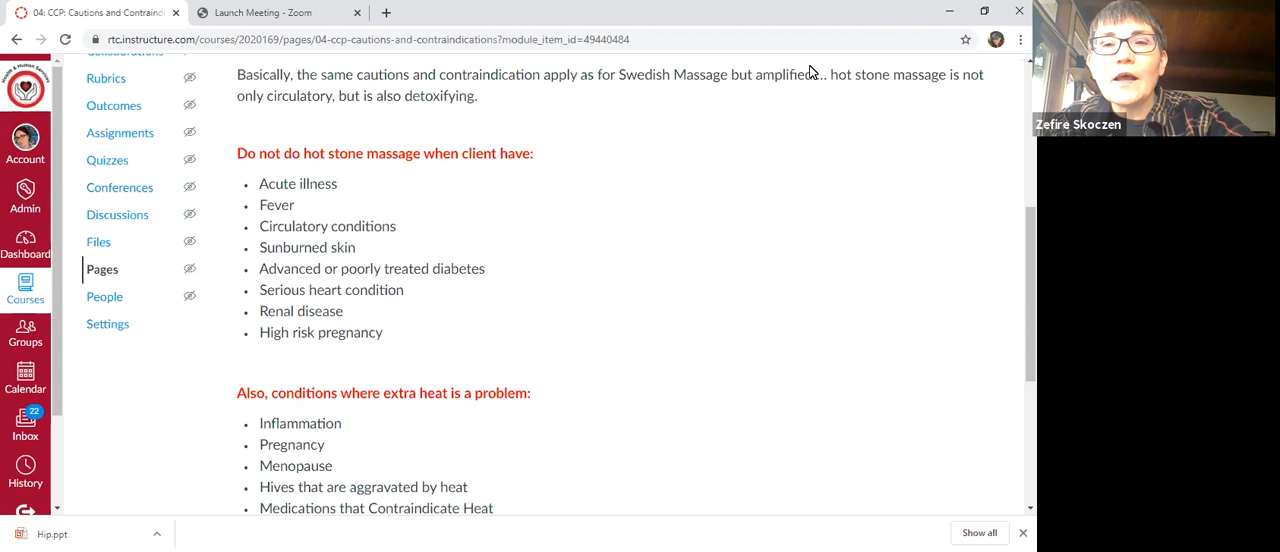 04: CCP: Cautions and Contraindi
Launch Meeting - Zoom
rtc.instructure.com/courses/2020169/pages/04-ccp-cautions-and-contraindications?module_item_id=49440484
Collaborations
Basically, the same cautions and contraindication apply as for Swedish Massage but amplified... hot stone massage is not
only circulatory, but is also detoxifying.
Zefire Skoczen
Account
Admin
Dashboard
Courses
Groups
Calendar
22
Inbox
History
Rubrics
Outcomes
Assignments
Quizzes
Conferences
Discussions
Files
Pages
People
Settings
Do not do hot stone massage when client have:
• Acute illness
• Fever
• Circulatory conditions
• Sunburned skin
• Advanced or poorly treated diabetes
• Serious heart condition
• Renal disease
• High risk pregnancy
Also, conditions where extra heat is a problem:
• Inflammation
• Pregnancy
• Menopause
• Hives that are aggravated by heat
• Medications that Contraindicate Heat
Hip.ppt
Show all